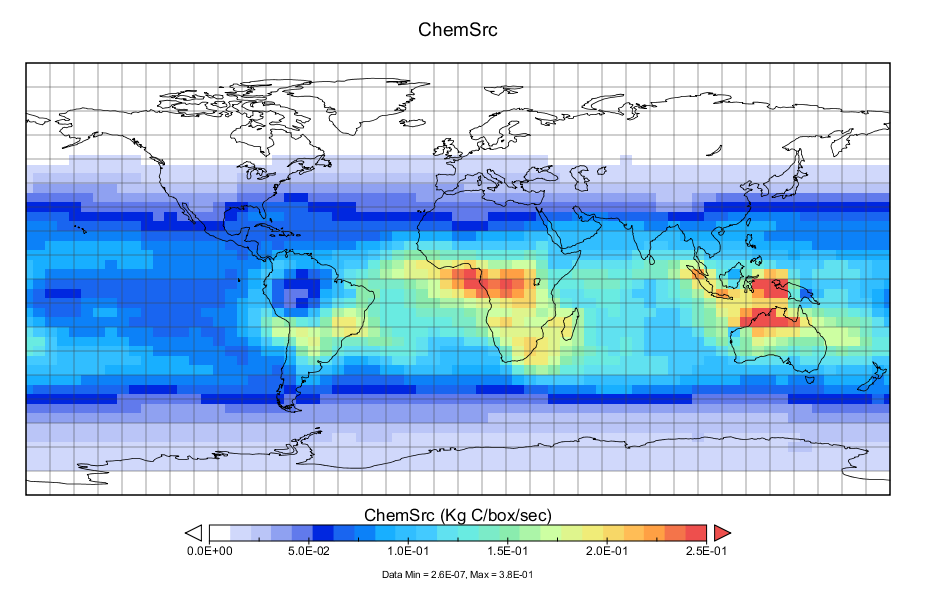 ChemSrc
ChemSrc (Kg C/box/sec)
0.0E+00 5.0E-02 1.0E-01 1.5E-01 2.0E-01 2.5E-01
Data Min = 2.6E-07, Max = 3.8E-01